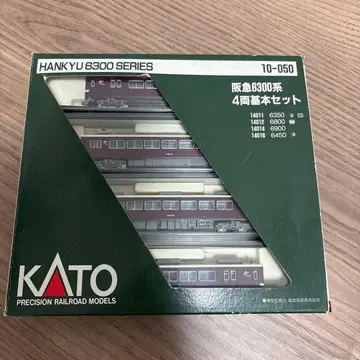 HANKYU 6300 SERIES
10-050
阪急6300系
4両基本セット
14011 6350
14012 6800
14014 6900
14016 6450
KATO
PRECISION RAILROAD MODELS